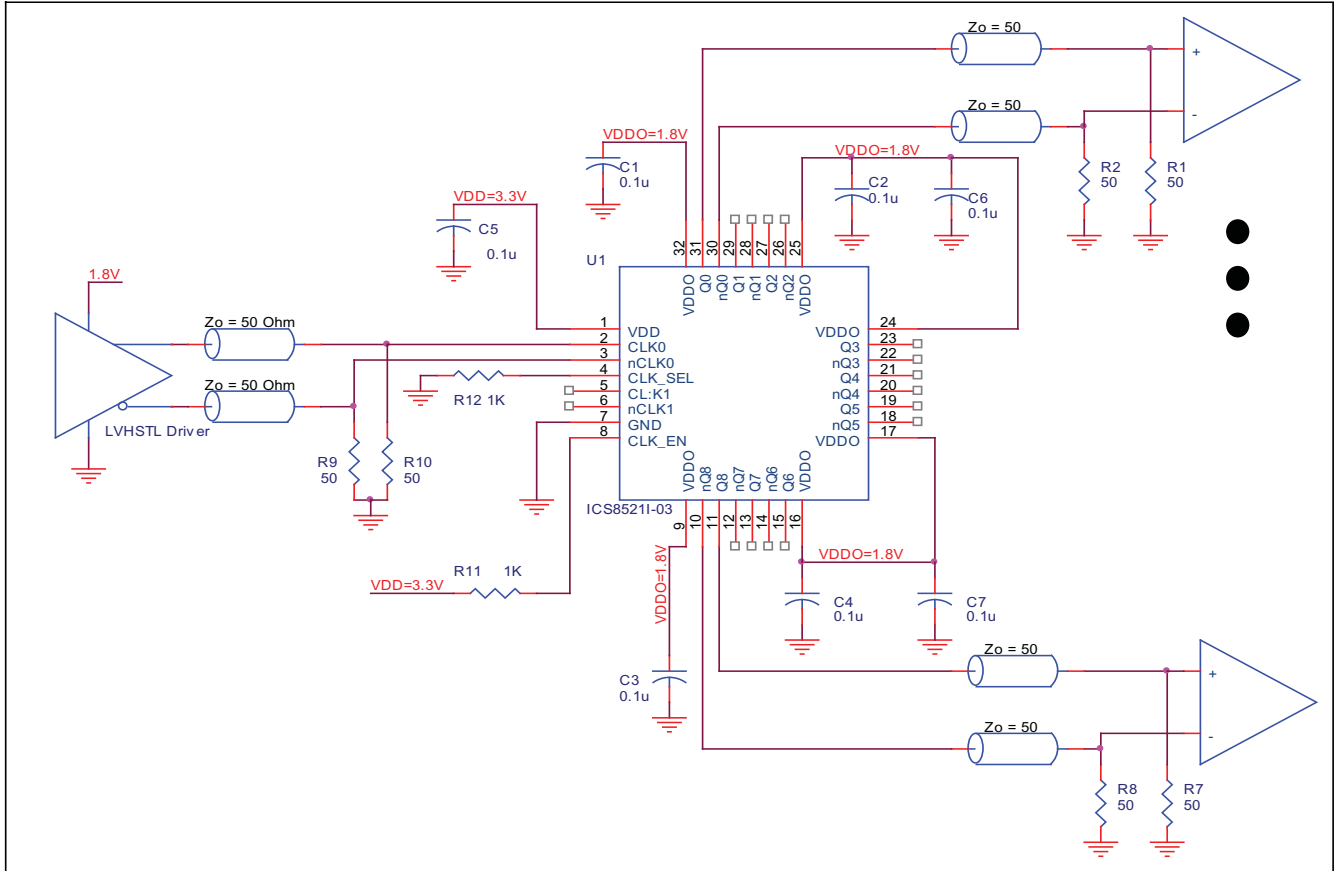 Zo = 50
+
Zo = 50
-
VDDO=1.8V
C1
0.1u
VDDO=1.8V
C2
0.1u
C6
0.1u
R2
50
R1
50
VDD=3.3V
C5
0.1u
U1
32
31
30
29
28
27
26
25
VDDO
Q0
nQ0
Q1
nQ1
Q2
nQ2
VDDO
1.8V
Zo = 50 Ohm
Zo = 50 Ohm
LVHSTL Driver
1
VDD
2
CLK0
3
nCLK0
4
CLK_SEL
5
CL:K1
6
nCLK1
7
GND
8
CLK_EN
R12 1K
24
VDDO
23
Q3
22
nQ3
21
Q4
20
nQ4
19
Q5
18
nQ5
17
VDDO
R9
50
R10
50
VDDO
nQ8
Q8
nQ7
Q7
nQ6
Q6
VDDO
9
10
11
12
13
14
15
16
ICS8521I-03
VDD=3.3V
R11 1K
VDDO=1.8V
VDDO=1.8V
C4
0.1u
C7
0.1u
C3
0.1u
Zo = 50
+
Zo = 50
-
R8
50
R7
50